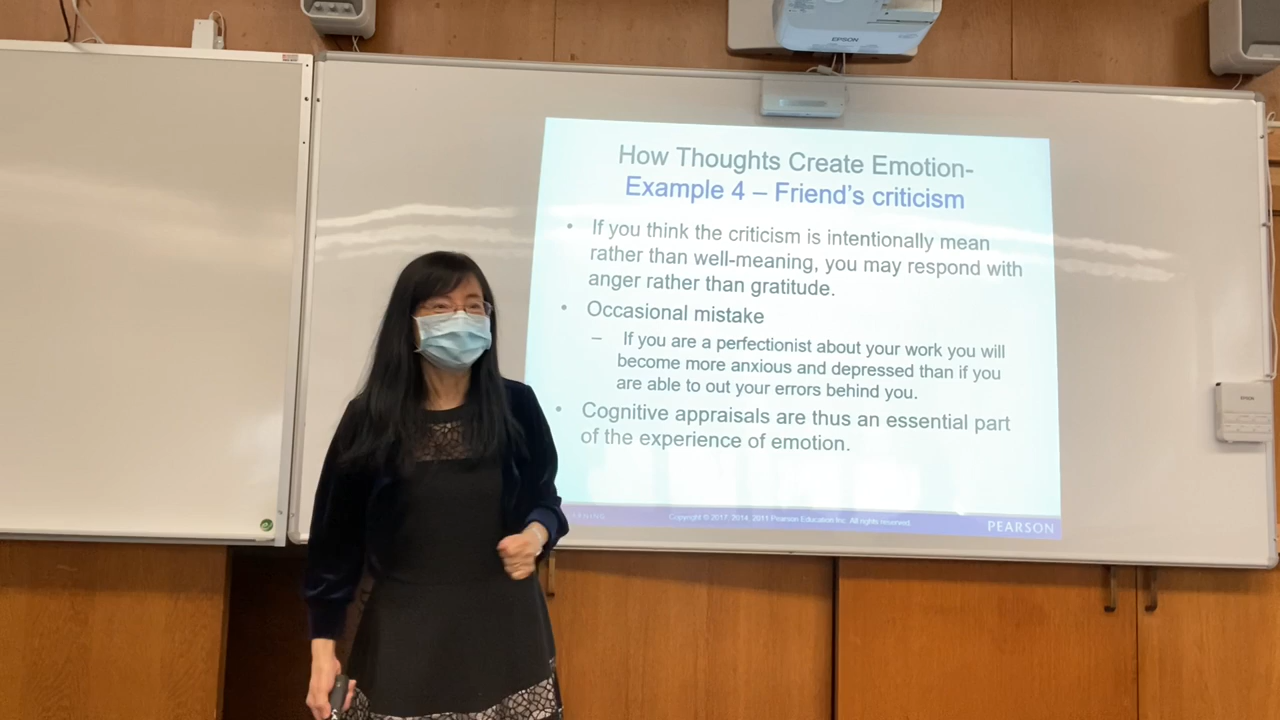 EPSON
How Thoughts Create Emotion-
Example 4 – Friend's criticism
• If you think the criticism is intentionally mean
rather than well-meaning, you may respond with
anger rather than gratitude.
• Occasional mistake
– If you are a perfectionist about your work you will
become more anxious and depressed than if you
are able to out your errors behind you.
• Cognitive appraisals are thus an essential part
of the experience of emotion.
Copyright © 2017, 2014, 2011 Pearson Education Inc. All rights reserved.
PEARSON
EPSON